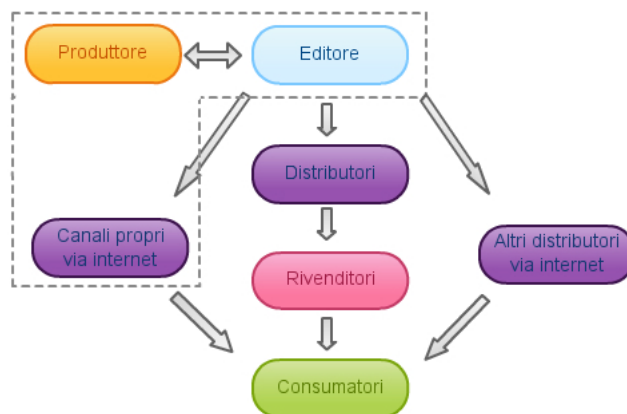 Produttore
Editore
Distributori
Canali propri
via internet
Altri distributori
via internet
Rivenditori
Consumatori